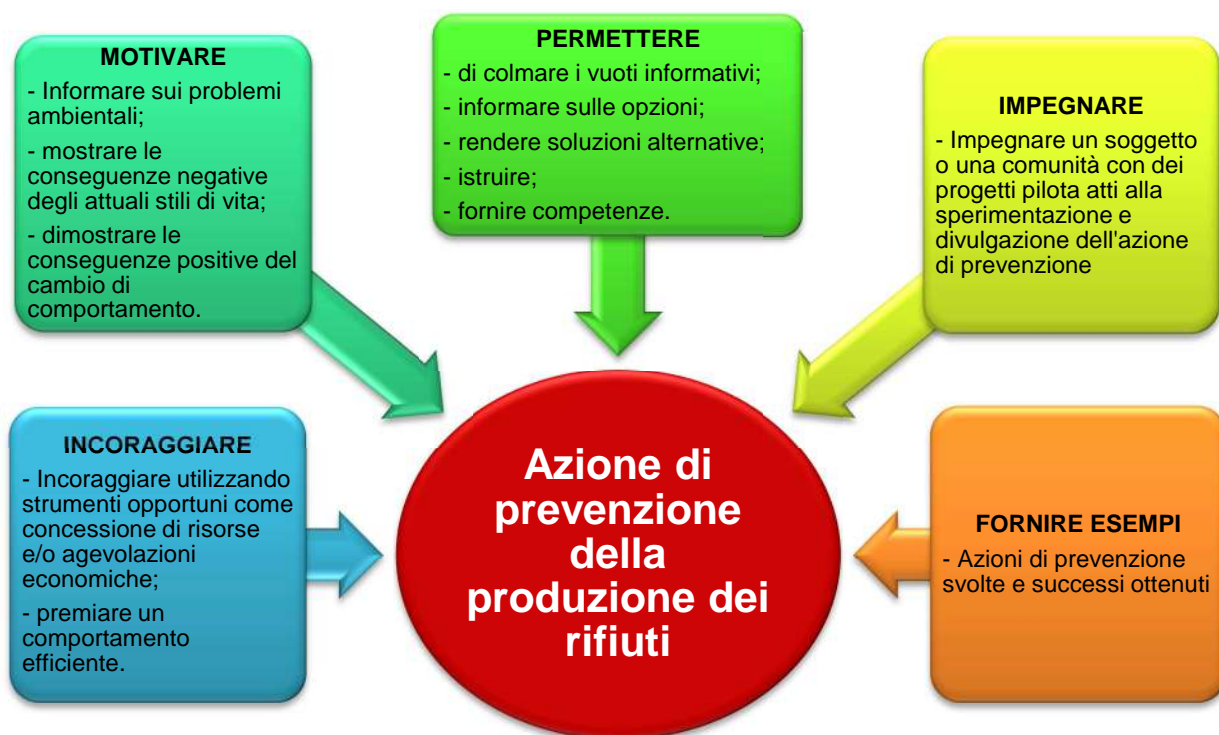 MOTIVARE
- Informare sui problemi
ambientali;
- mostrare le
conseguenze negative
degli attuali stili di vita;
- dimostrare le
conseguenze positive del
cambio di
comportamento.
PERMETTERE
- di colmare i vuoti informativi;
- informare sulle opzioni;
- rendere soluzioni alternative;
- istruire;
- fornire competenze.
IMPEGNARE
- Impegnare un soggetto
o una comunità con dei
progetti pilota atti alla
sperimentazione e
divulgazione dell'azione
di prevenzione
INCORAGGIARE
- Incoraggiare utilizzando
strumenti opportuni come
concessione di risorse
e/o agevolazioni
economiche;
- premiare un
comportamento
efficiente.
Azione di
prevenzione
della
produzione dei
rifiuti
FORNIRE ESEMPI
- Azioni di prevenzione
svolte e successi ottenuti